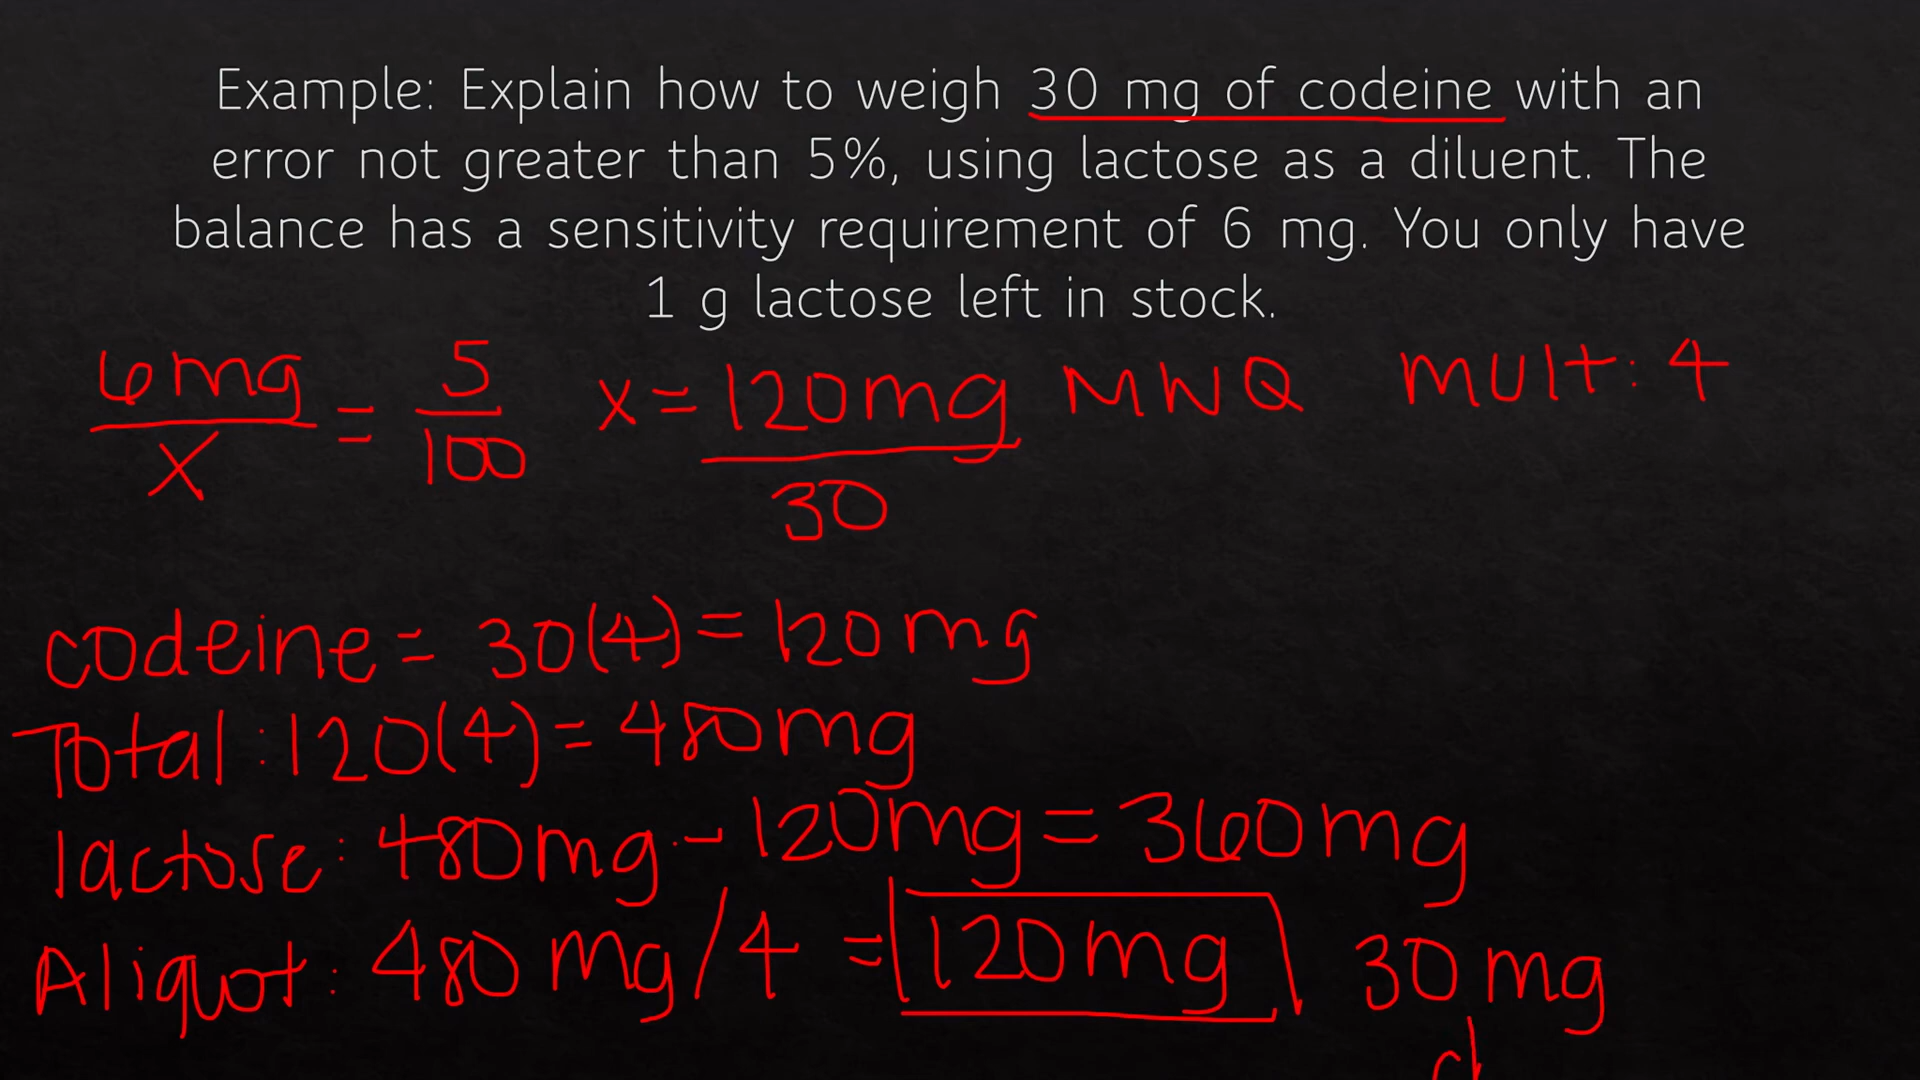 Example: Explain how to weigh 30 mg of codeine with an
error not greater than 5%, using lactose as a diluent. The
balance has a sensitivity requirement of 6 mg. You only have
1 g lactose left in stock.
6mg/x = 5/100 x = 120mg/30 MWQ mult: 4
codeine = 30(4) = 120mg
Total: 120(4) = 480mg
lactose: 480mg - 120mg = 360mg
Aliquot: 480mg/4 = 120mg 30mg